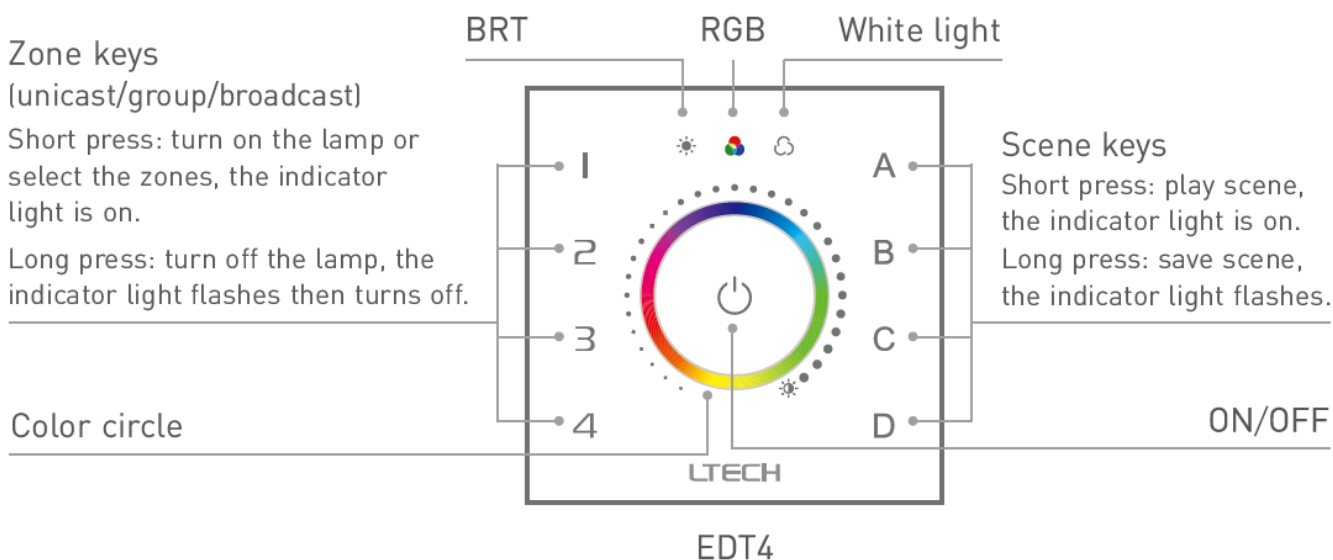 BRT
RGB
White light
Zone keys
(unicast/group/broadcast)
Short press: turn on the lamp or
select the zones, the indicator
light is on.
Long press: turn off the lamp, the
indicator light flashes then turns off.
Color circle
1
2
3
4
A
B
C
D
LTECH
Scene keys
Short press: play scene,
the indicator light is on.
Long press: save scene,
the indicator light flashes.
ON/OFF
EDT4